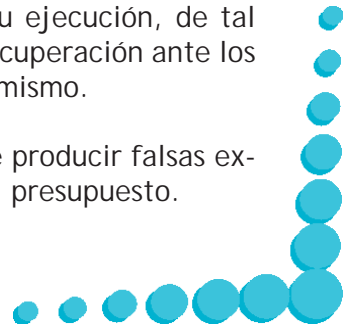 u ejecución, de tal
cuperación ante los
mismo.
e producir falsas ex-
presupuesto.